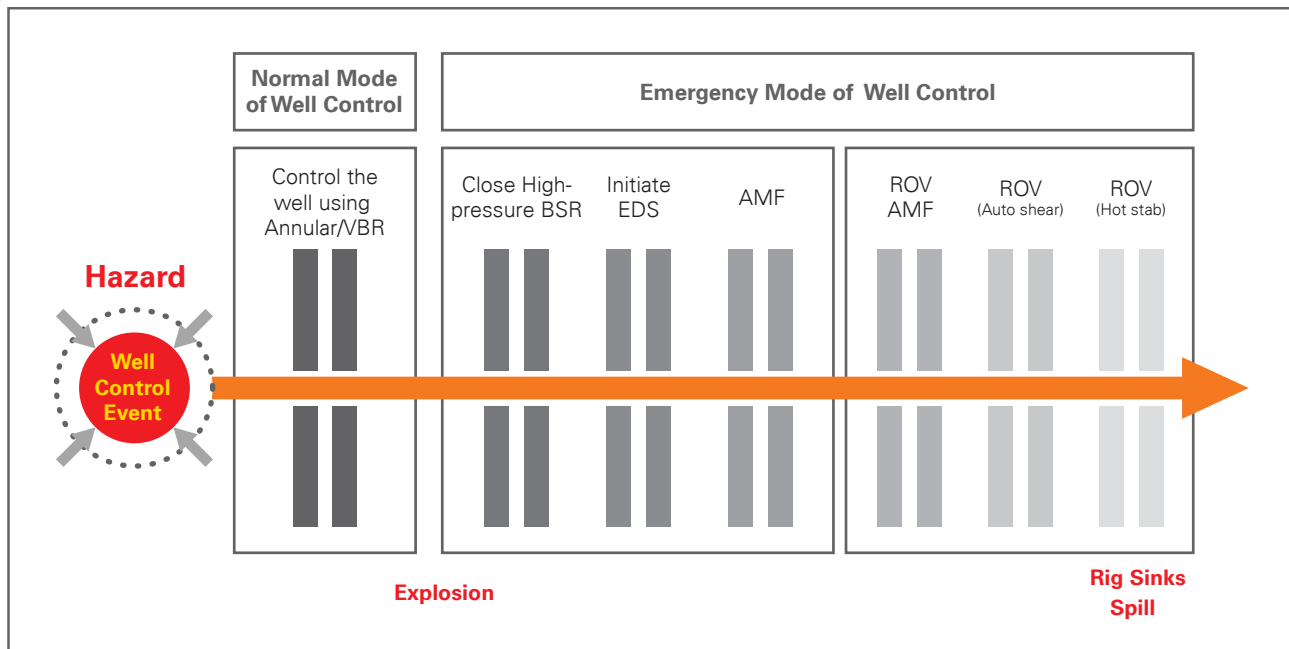 Normal Mode
of Well Control
Emergency Mode of Well Control
Control the
well using
Annular/VBR
Close High-
pressure BSR
Initiate
EDS
AMF
ROV
AMF
ROV
(Auto shear)
ROV
(Hot stab)
Hazard
Well
Control
Event
Explosion
Rig Sinks
Spill